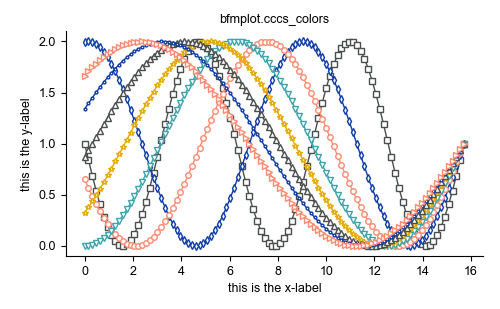 bfmplot.cccs_colors
2.0
1.5
1.0
0.5
0.0
this is the y-label
0 2 4 6 8 10 12 14 16
this is the x-label